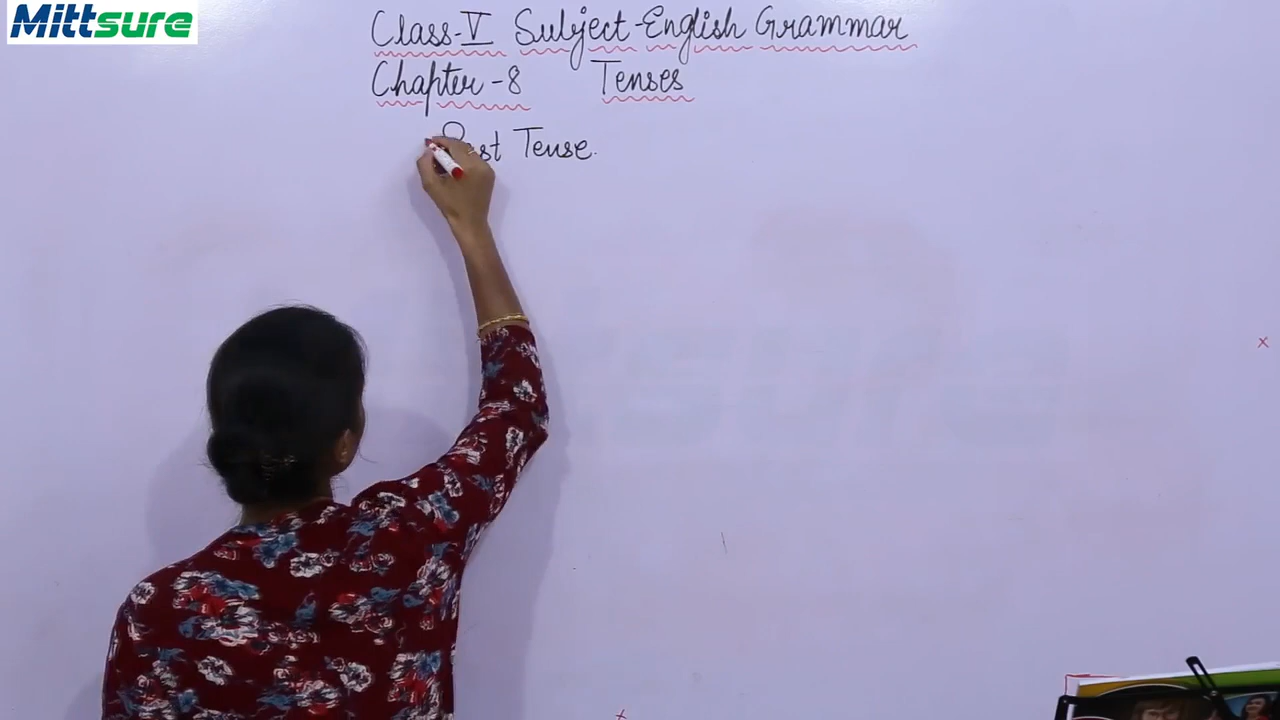 Mittsure
Class-V Subject-English Grammar
Chapter-8 Tenses
Past Tense.